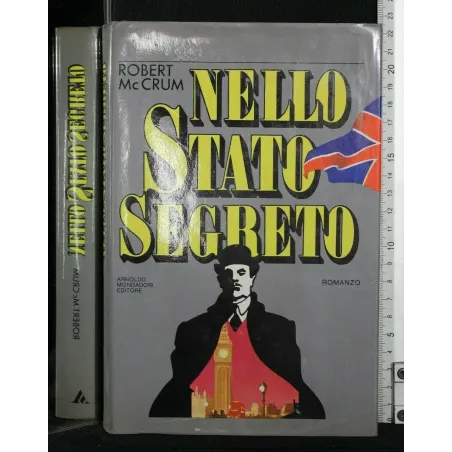 ROBERT
McCRUM
NELLO
STATO
SEGRETO
ARNOLDO
MONDADORI
EDITORE
ROMANZO
ROBERT McCRUM
NELLO STATO SEGRETO